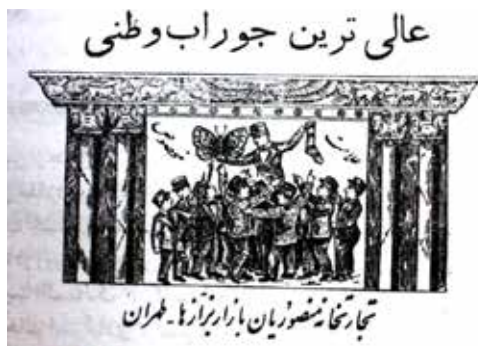 عالی ترین جوراب وطنی
تجارتخانه منصوریان بازار بزازها - طهران